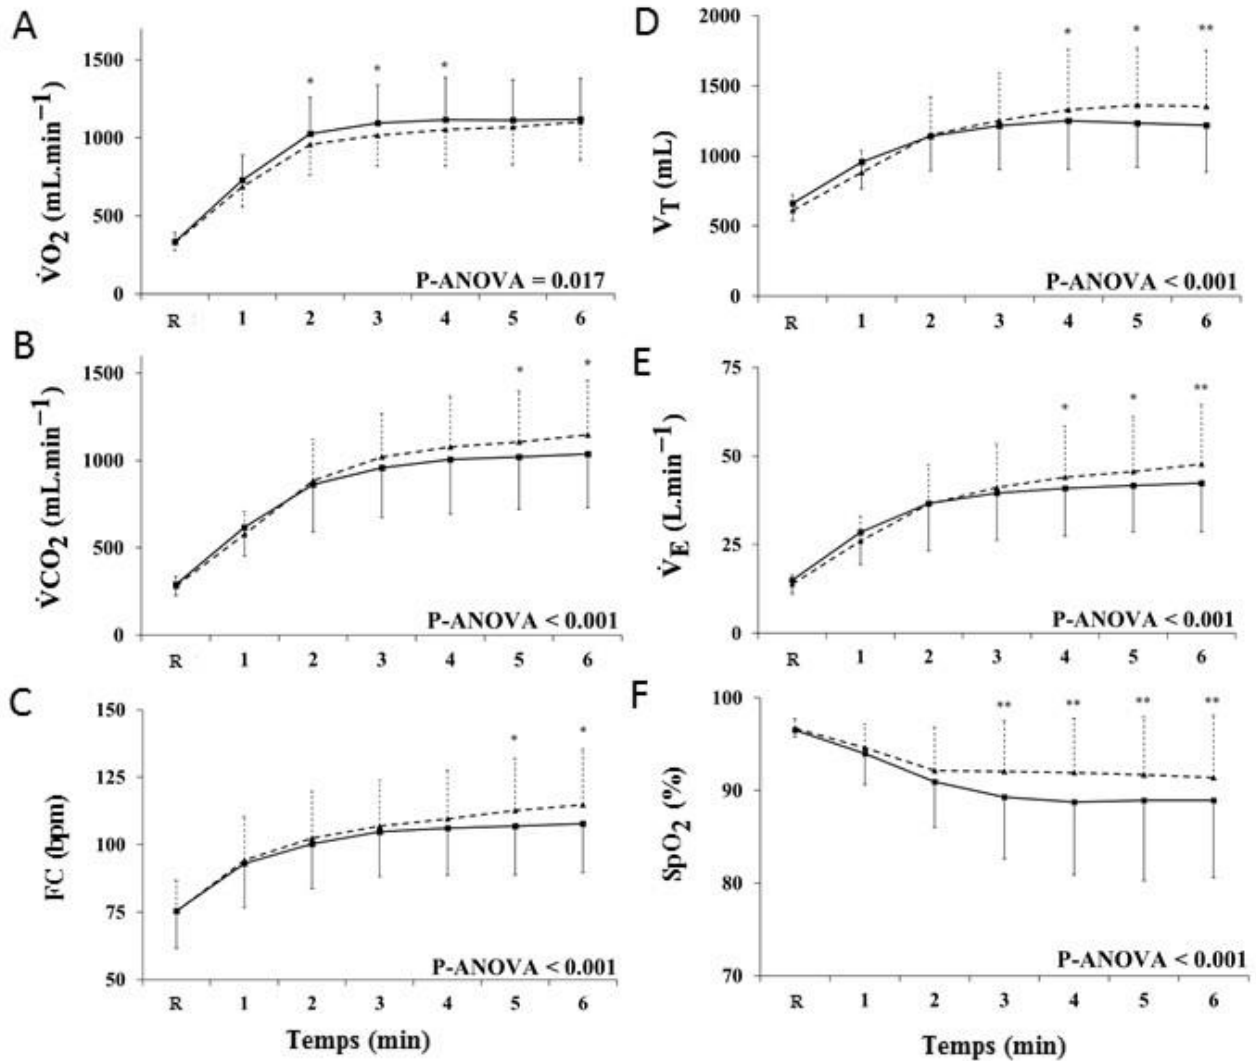 A
V̇O2 (mL.min−1)
1500
1000
500
0
* * *
P-ANOVA = 0.017
R 1 2 3 4 5 6
B
V̇CO2 (mL.min−1)
1500
1000
500
0
* *
P-ANOVA < 0.001
R 1 2 3 4 5 6
C
FC (bpm)
150
125
100
75
50
* *
P-ANOVA < 0.001
R 1 2 3 4 5 6
Temps (min)
D
VT (mL)
2000
1500
1000
500
0
* * **
P-ANOVA < 0.001
R 1 2 3 4 5 6
E
V̇E (L.min−1)
75
50
25
0
* * **
P-ANOVA < 0.001
R 1 2 3 4 5 6
F
SpO2 (%)
100
90
80
70
** ** ** **
P-ANOVA < 0.001
R 1 2 3 4 5 6
Temps (min)